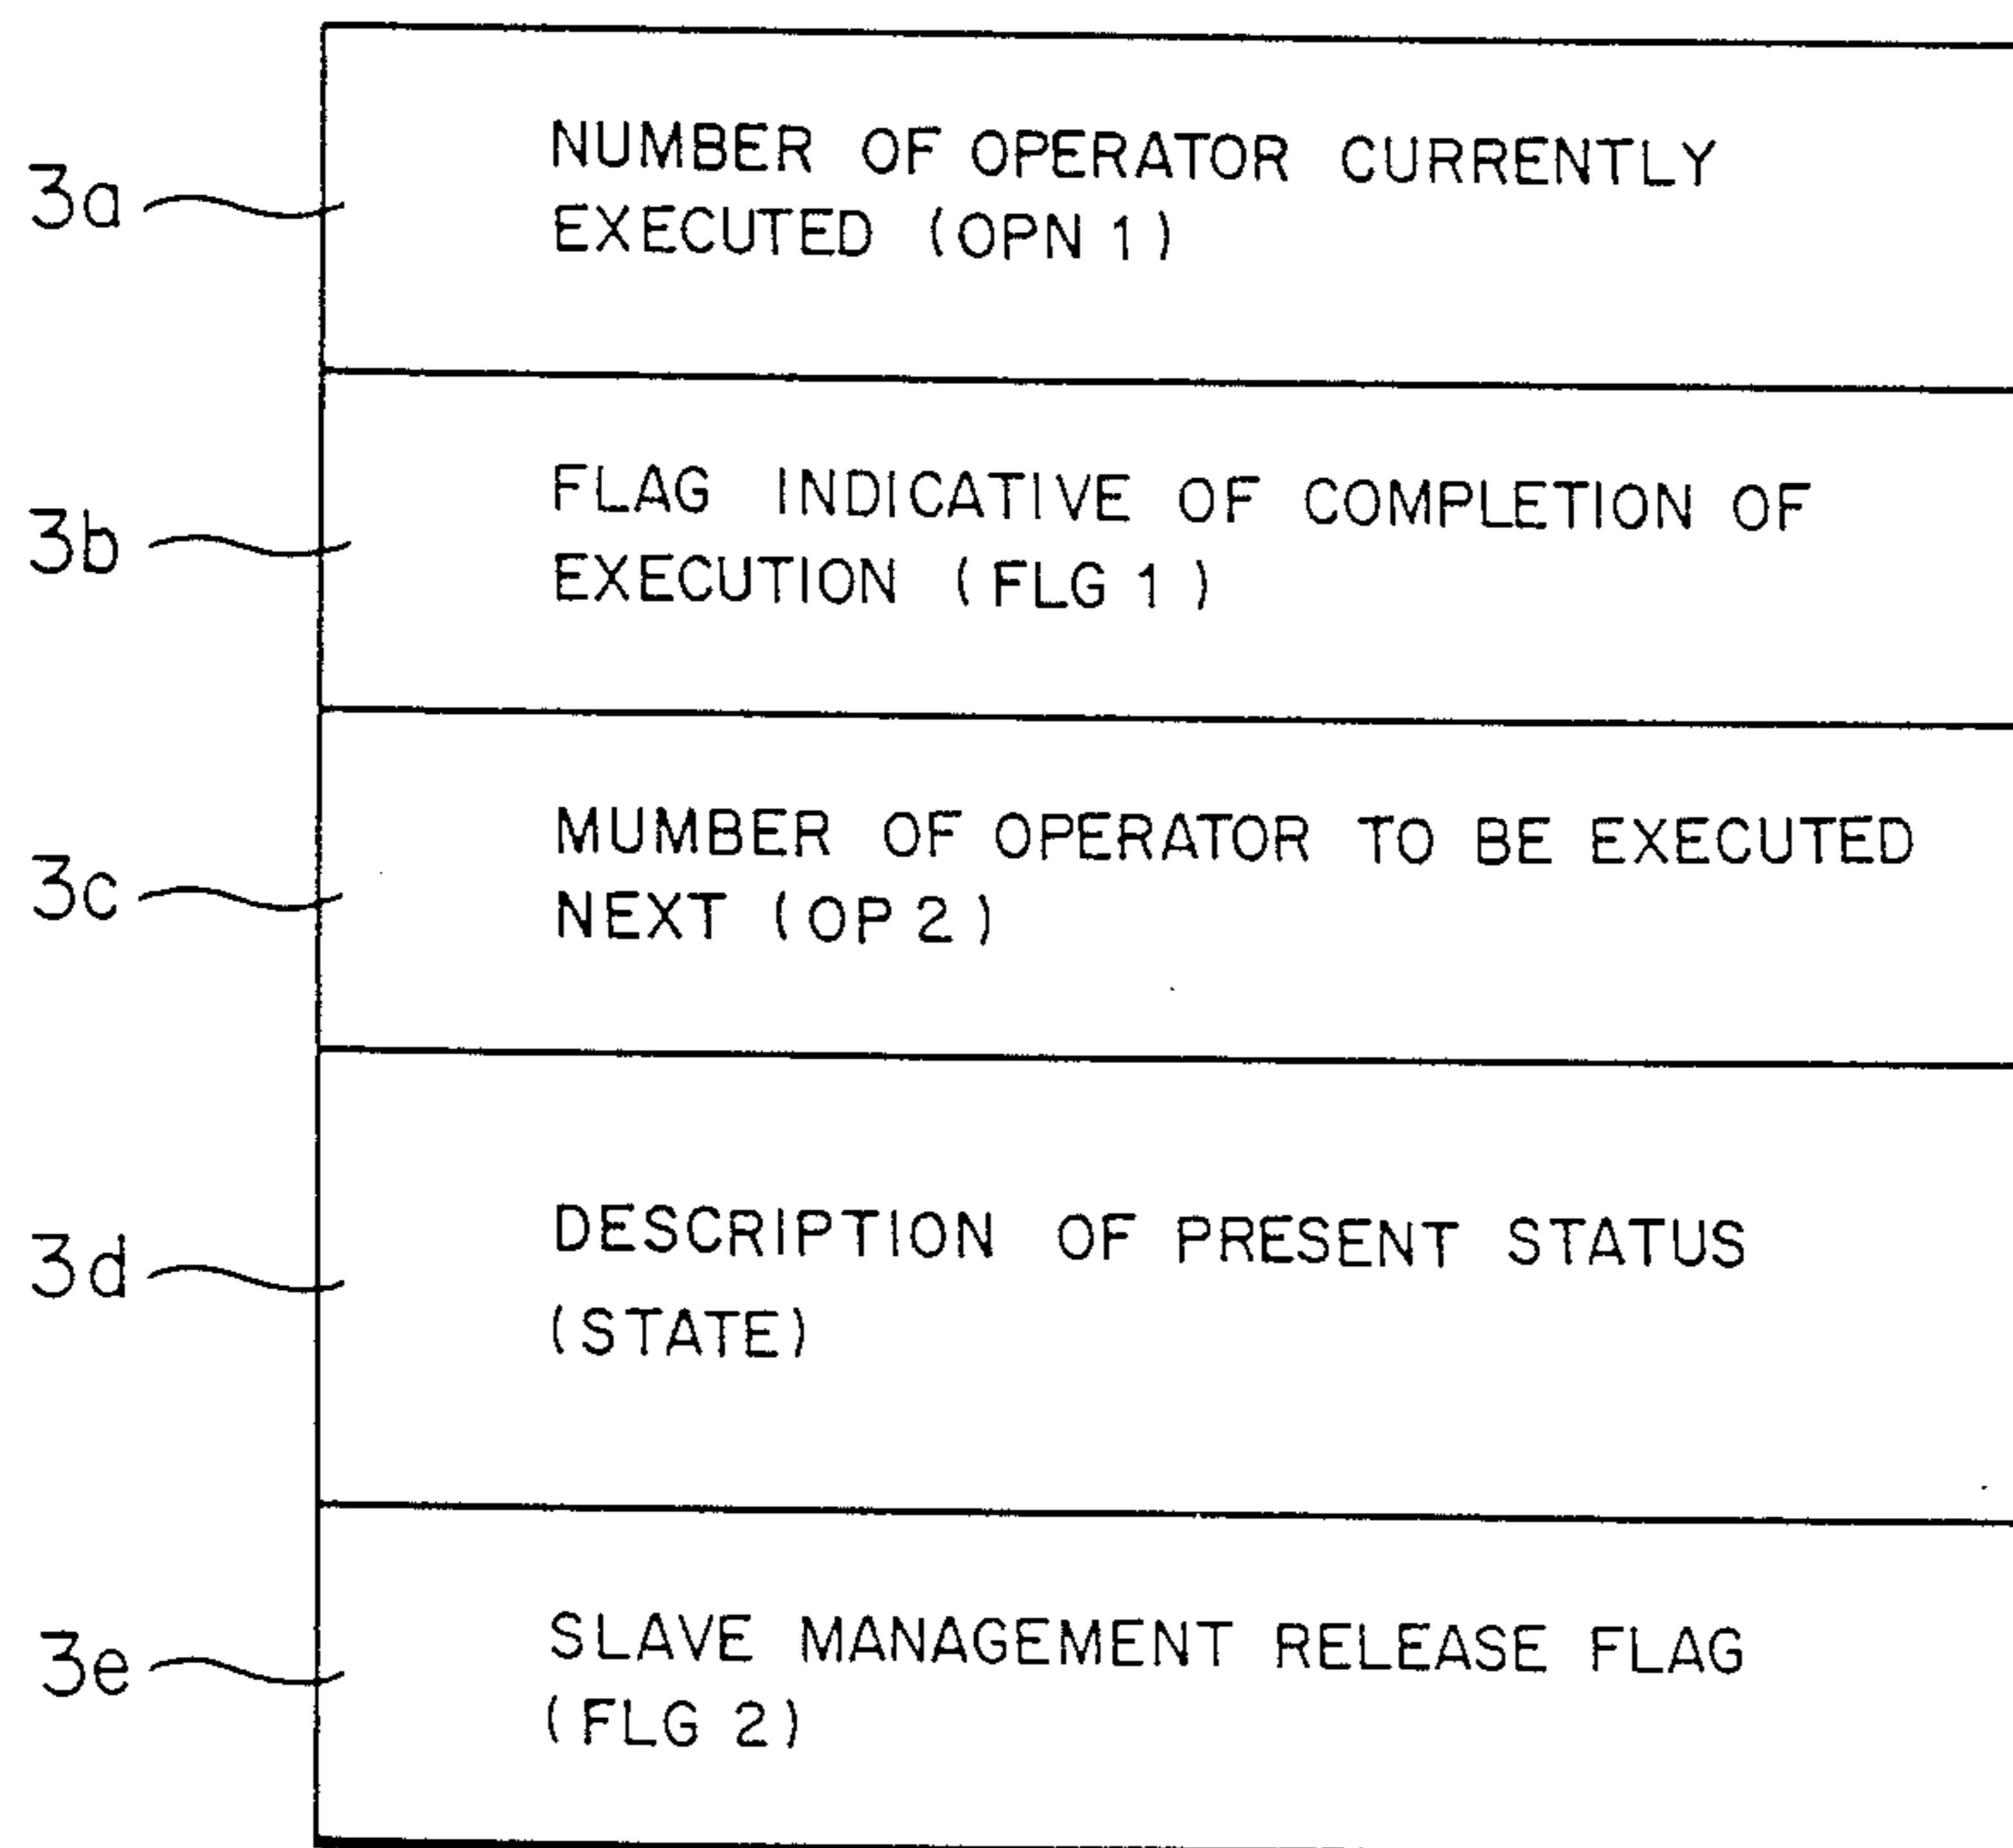 3a
NUMBER OF OPERATOR CURRENTLY
EXECUTED (OPN 1)
3b
FLAG INDICATIVE OF COMPLETION OF
EXECUTION (FLG 1)
3c
MUMBER OF OPERATOR TO BE EXECUTED
NEXT (OP 2)
3d
DESCRIPTION OF PRESENT STATUS
(STATE)
3e
SLAVE MANAGEMENT RELEASE FLAG
(FLG 2)